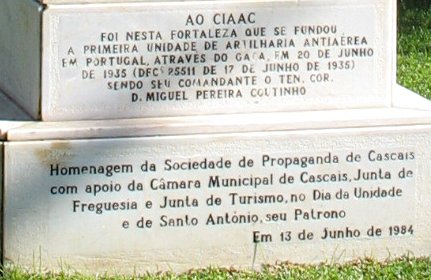 AO CIAAC
FOI NESTA FORTALEZA QUE SE FUNDOU
A PRIMEIRA UNIDADE DE ARTILHARIA ANTIAÉREA
EM PORTUGAL, ATRAVÉS DO GACA, EM 20 DE JUNHO
DE 1935 (DFCI 25511 DE 17 DE JUNHO DE 1935)
SENDO SEU COMANDANTE O TEN. COR.
D. MIGUEL PEREIRA COUTINHO
Homenagem da Sociedade de Propaganda de Cascais
com apoio da Câmara Municipal de Cascais, Junta de
Freguesia e Junta de Turismo, no Dia da Unidade
e de Santo António, seu Patrono
Em 13 de Junho de 1984